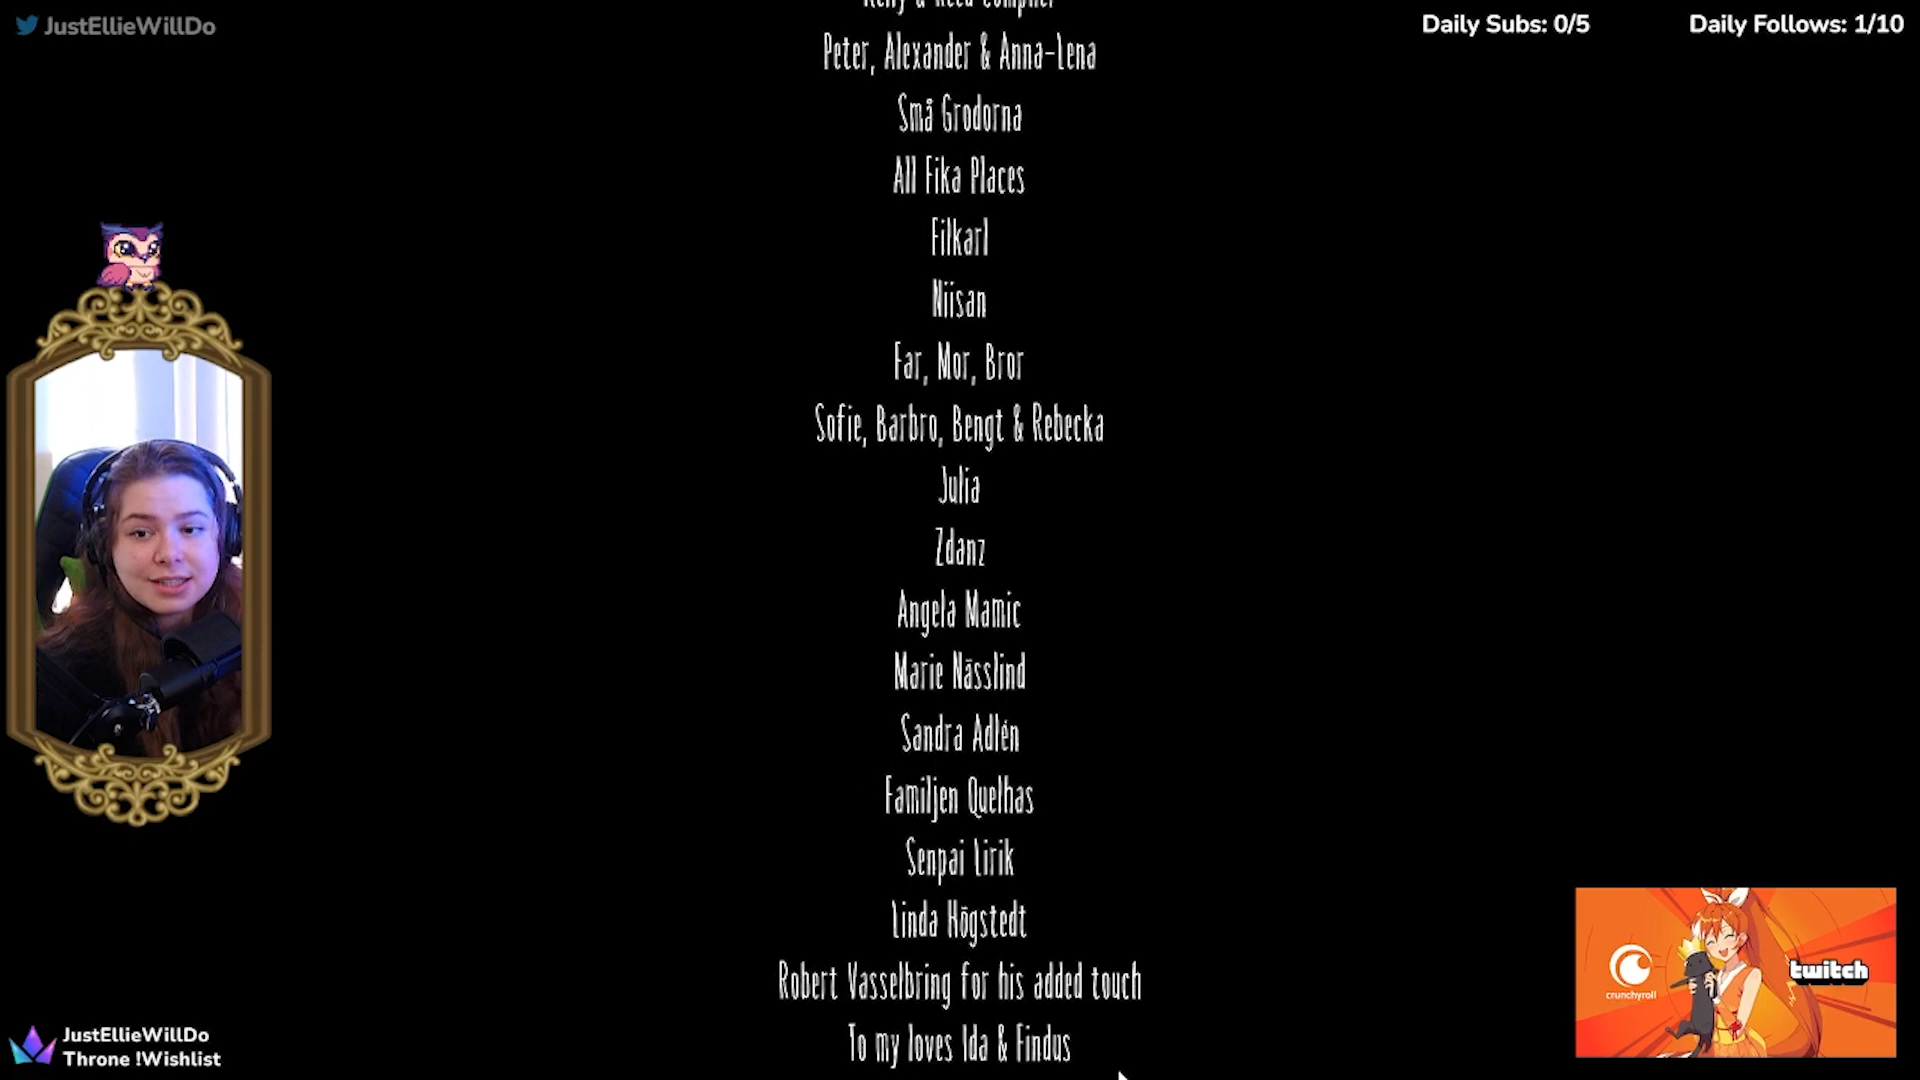 JustEllieWillDo
Daily Subs: 0/5
Daily Follows: 1/10
Peter, Alexander & Anna-Lena
Små Grodorna
All Fika Places
Filkarl
Niisan
Far, Mor, Bror
Sofie, Barbro, Bengt & Rebecka
Julia
Zdanz
Angela Mamic
Marie Nässlind
Sandra Adlén
Familjen Quelhas
Senpai Lirik
Linda Högstedt
Robert Vasselbring for his added touch
To my loves Ida & Findus
crunchyroll
twitch
JustEllieWillDo
Throne !Wishlist